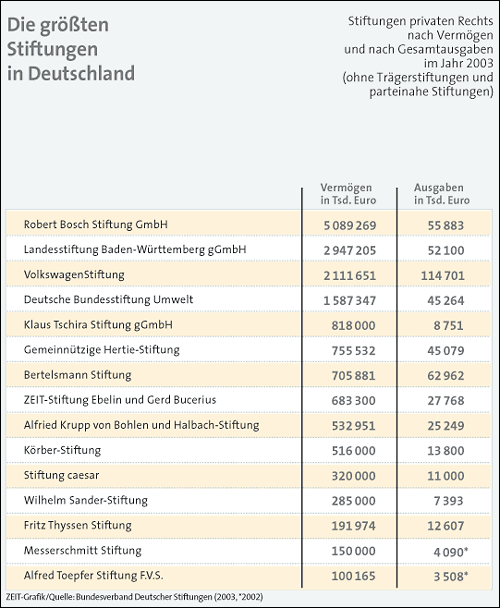 Die größten
Stiftungen
in Deutschland
Stiftungen privaten Rechts
nach Vermögen
und nach Gesamtausgaben
im Jahr 2003
(ohne Trägerstiftungen und
parteinahe Stiftungen)
Vermögen Ausgaben
in Tsd. Euro in Tsd. Euro
Robert Bosch Stiftung GmbH 5 089 269 55 883
Landesstiftung Baden-Württemberg gGmbH 2 947 205 52 100
VolkswagenStiftung 2 111 651 114 701
Deutsche Bundesstiftung Umwelt 1 587 347 45 264
Klaus Tschira Stiftung gGmbH 818 000 8 751
Gemeinnützige Hertie-Stiftung 755 532 45 079
Bertelsmann Stiftung 705 881 62 962
ZEIT-Stiftung Ebelin und Gerd Bucerius 683 300 27 768
Alfried Krupp von Bohlen und Halbach-Stiftung 532 951 25 249
Körber-Stiftung 516 000 13 800
Stiftung caesar 320 000 11 000
Wilhelm Sander-Stiftung 285 000 7 393
Fritz Thyssen Stiftung 191 974 12 607
Messerschmitt Stiftung 150 000 4 090*
Alfred Toepfer Stiftung F.V.S. 100 165 3 508*
ZEIT-Grafik/Quelle: Bundesverband Deutscher Stiftungen (2003, *2002)